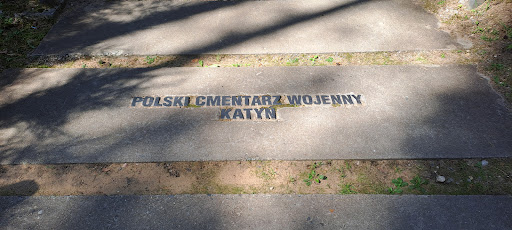 POLSKI CMENTARZ WOJENNY
KATYŃ